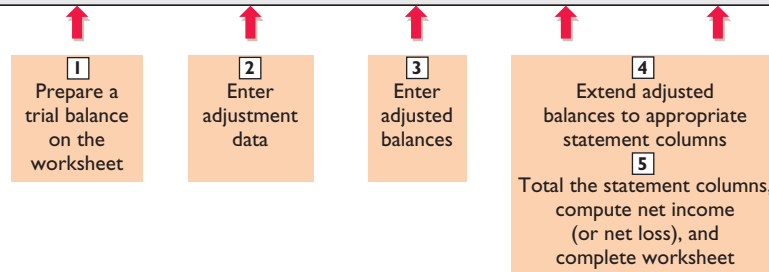 1
Prepare a
trial balance
on the
worksheet
2
Enter
adjustment
data
3
Enter
adjusted
balances
4
Extend adjusted
balances to appropriate
statement columns
5
Total the statement columns,
compute net income
(or net loss), and
complete worksheet